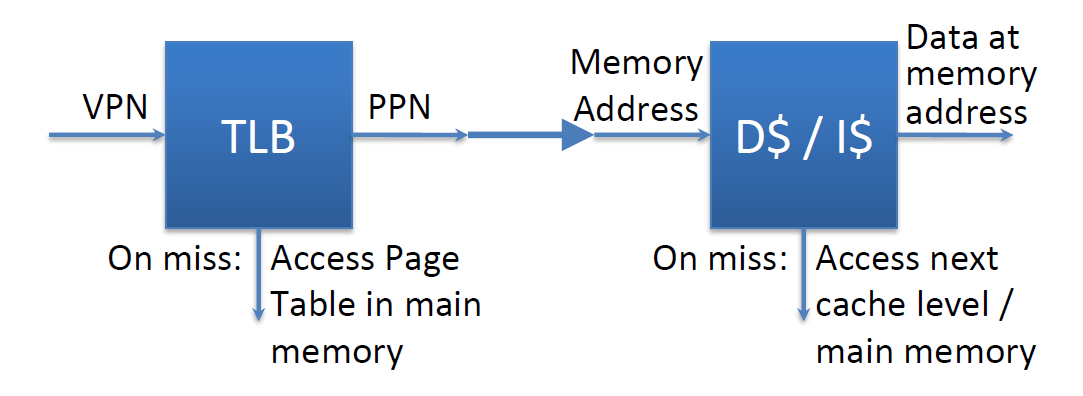 VPN
TLB
PPN
On miss:
Access Page
Table in main
memory
Memory
Address
D$ / I$
Data at
memory
address
On miss:
Access next
cache level /
main memory